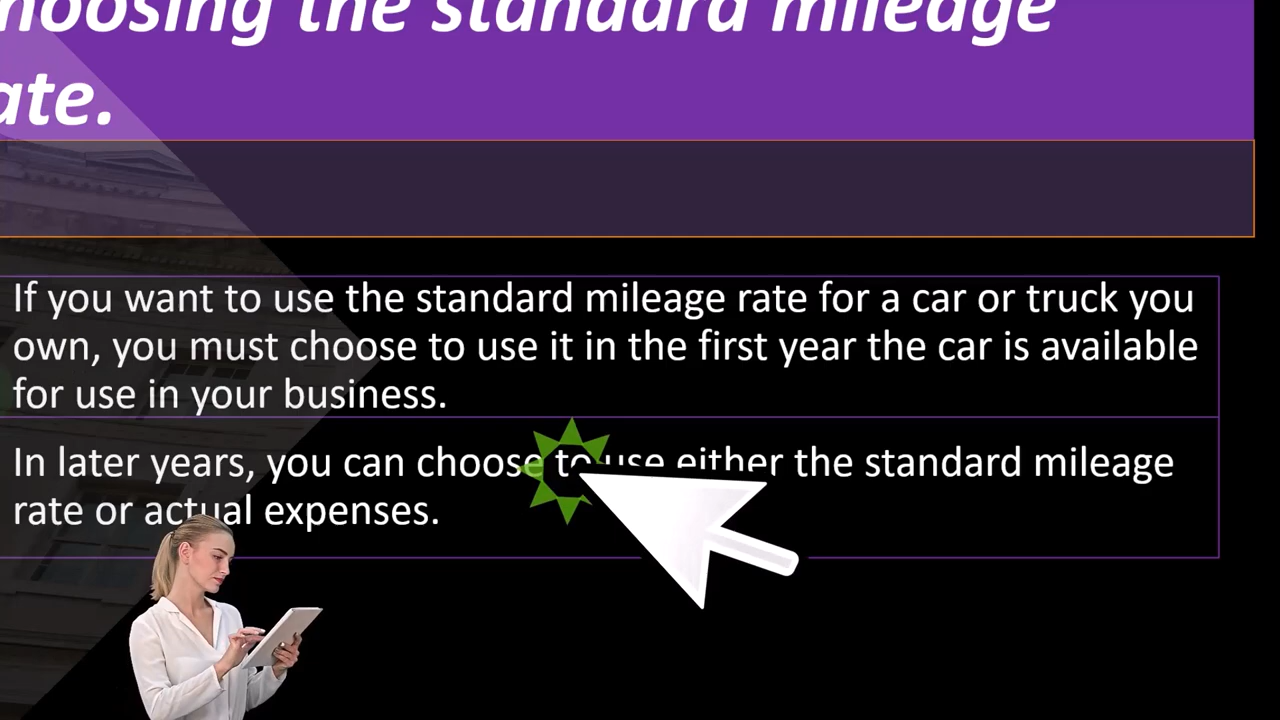 hoosing the standard mileage
ate.
If you want to use the standard mileage rate for a car or truck you
own, you must choose to use it in the first year the car is available
for use in your business.
In later years, you can choose to use either the standard mileage
rate or actual expenses.